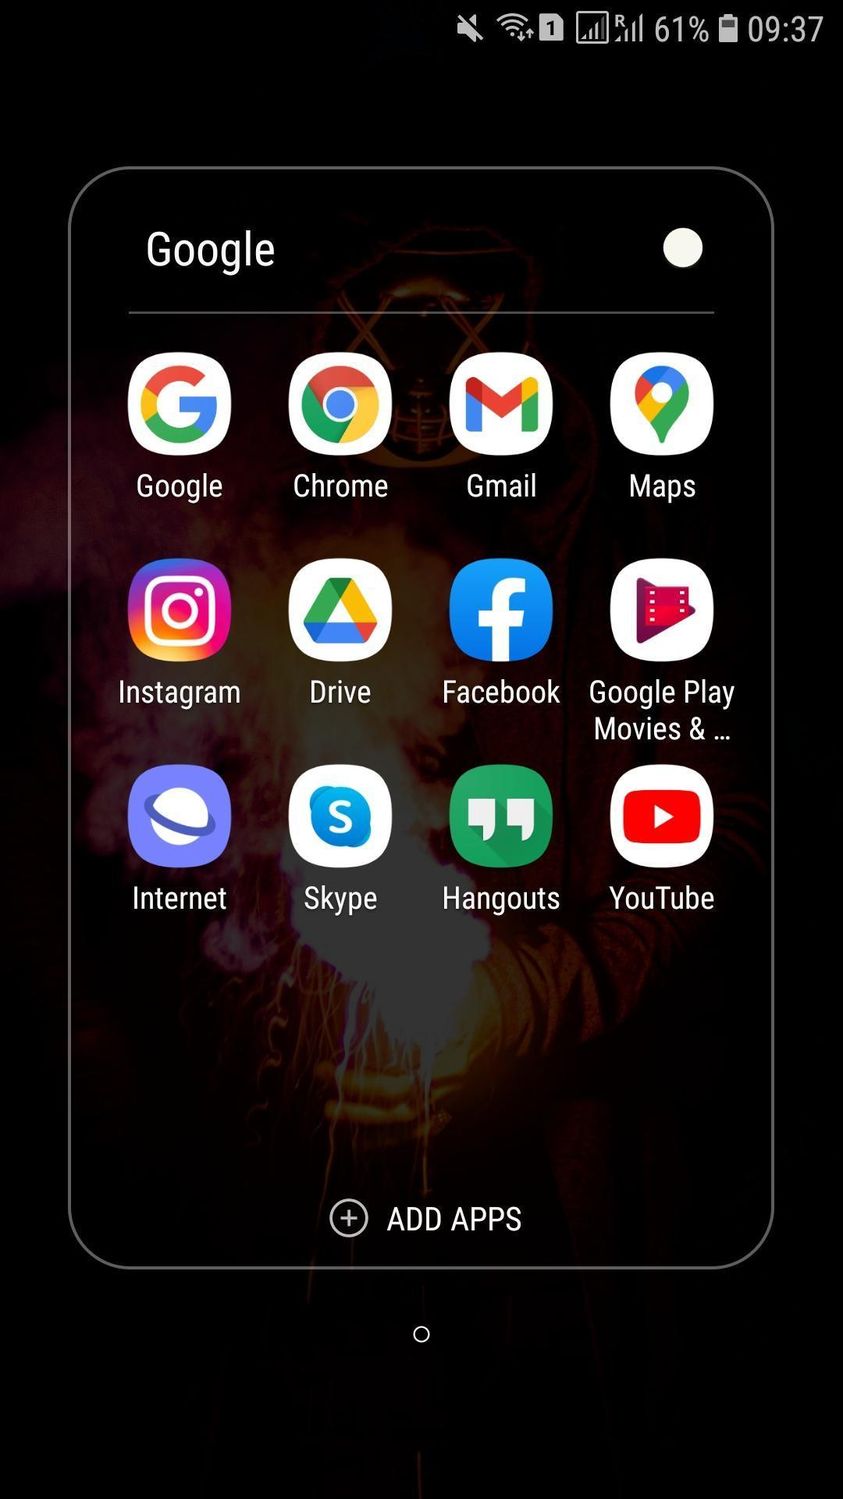 1 R 61% 09:37
Google
Google Chrome Gmail Maps
Instagram Drive Facebook Google Play
Movies & ...
S
Internet Skype Hangouts YouTube
ADD APPS